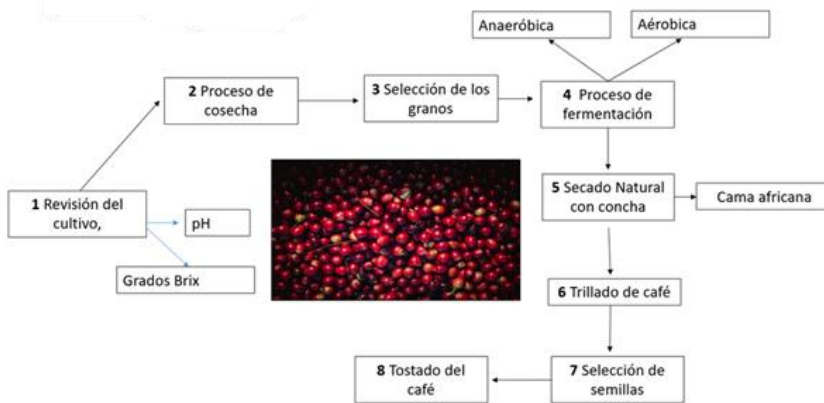 1 Revisión del
cultivo,
pH
Grados Brix
2 Proceso de
cosecha
3 Selección de los
granos
4 Proceso de
fermentación
Anaeróbica
Aérobica
5 Secado Natural
con concha
Cama africana
6 Trillado de café
7 Selección de
semillas
8 Tostado del
café